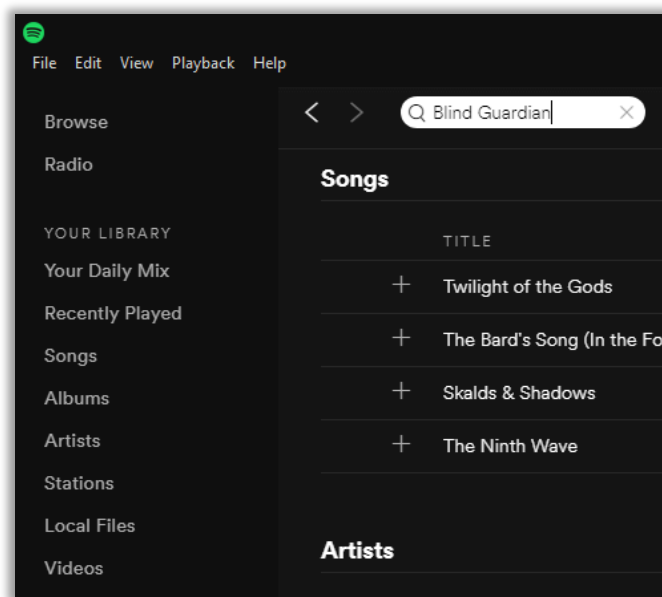 File Edit View Playback Help
Browse
Radio
YOUR LIBRARY
Your Daily Mix
Recently Played
Songs
Albums
Artists
Stations
Local Files
Videos
Blind Guardian
Songs
TITLE
Twilight of the Gods
The Bard's Song (In the Fo
Skalds & Shadows
The Ninth Wave
Artists